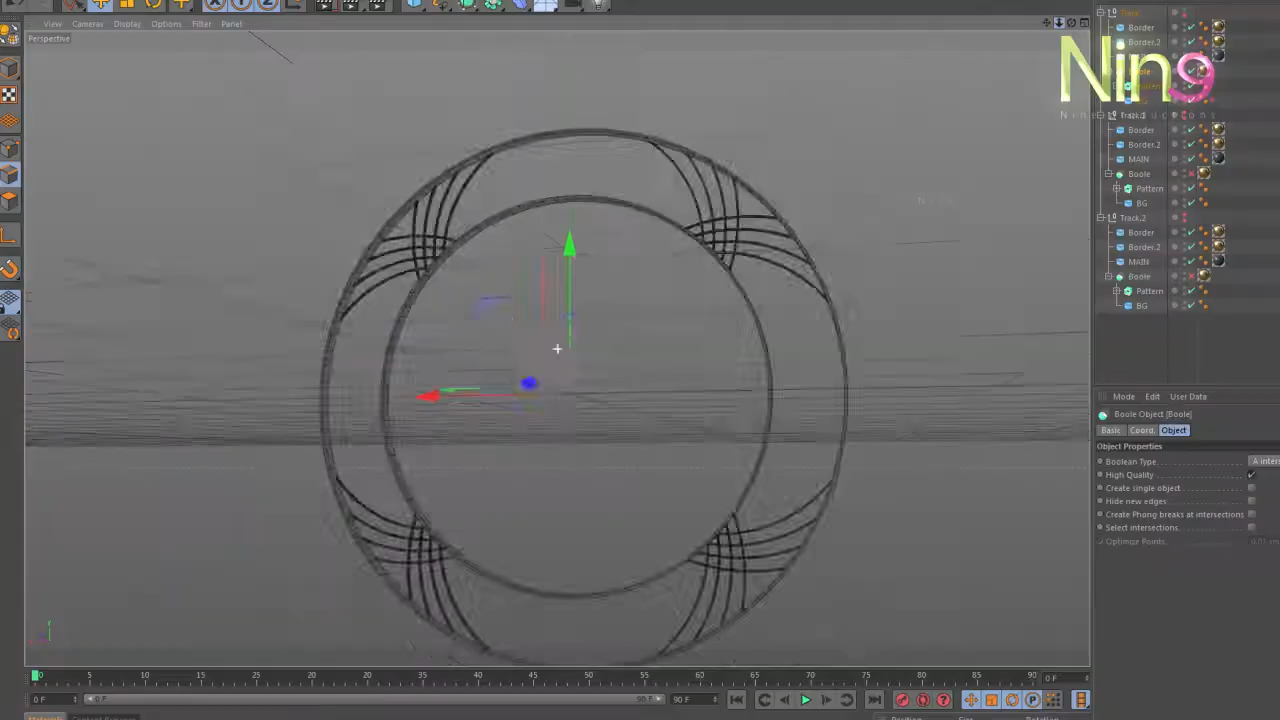 View Cameras Display Options Filter Panel
Perspective
Border
Border.2
Boole
Nin9
Track.1
Border
Border.2
MAIN
Boole
Pattern
BG
Track.2
Border
Border.2
MAIN
Boole
Pattern
BG
Mode Edit User Data
Boole Object [Boole]
Basic Coord. Object
Object Properties
Boolean Type
A inters
High Quality
Create single object
Hide new edges
Create Phong breaks at intersections
Select intersections
Optimize Points
0 5 10 15 20 25 30 35 40 45 50 55 60 65 70 75 80 85 90 0 F
0 F 0 F 90 F 90 F